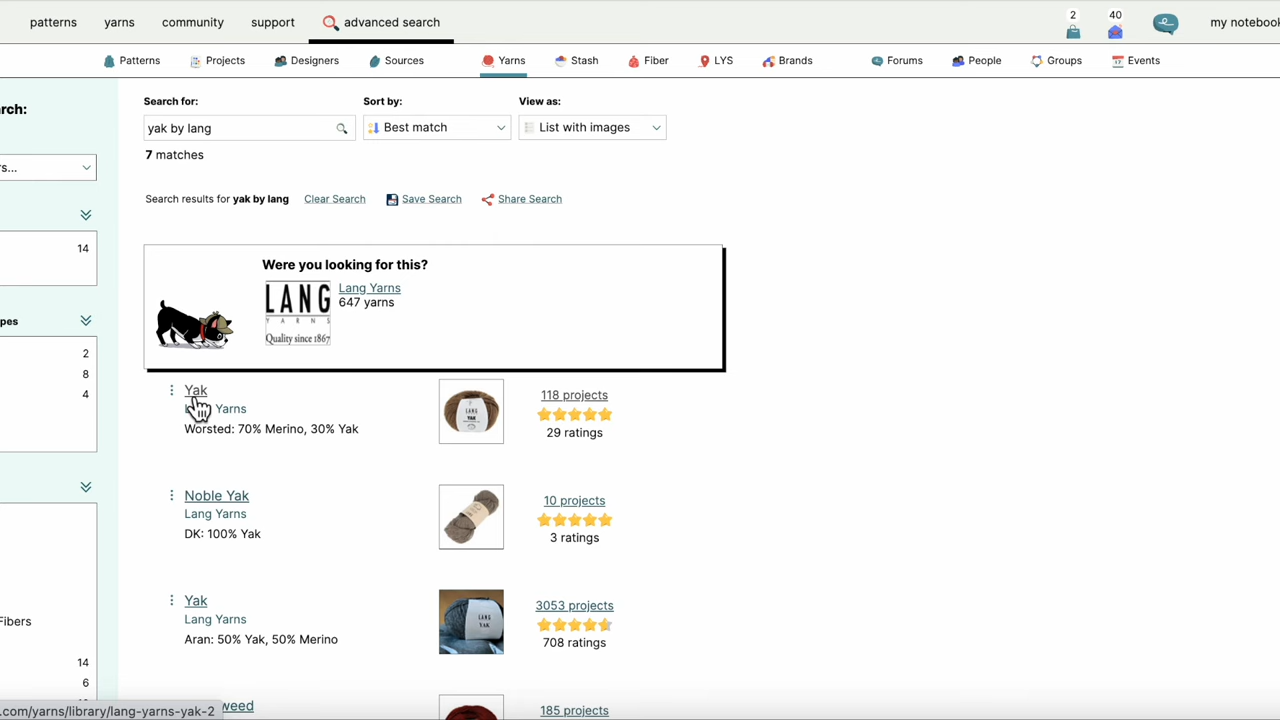 patterns yarns community support advanced search 2 40 my notebook
Patterns Projects Designers Sources Yarns Stash Fiber LYS Brands Forums People Groups Events
rch:
rs...
14
pes
2
8
4
Fibers
14
6
Search for: Sort by: View as:
yak by lang Best match List with images
7 matches
Search results for yak by lang Clear Search Save Search Share Search
Were you looking for this?
LANG
YARNS
Quality since 1867
Lang Yarns
647 yarns
Yak
Yarns
Worsted: 70% Merino, 30% Yak
LANG
YAK
118 projects
29 ratings
Noble Yak
Lang Yarns
DK: 100% Yak
10 projects
3 ratings
Yak
Lang Yarns
Aran: 50% Yak, 50% Merino
LANG
YAK
3053 projects
708 ratings
weed
185 projects
.com/yarns/library/lang-yarns-yak-2